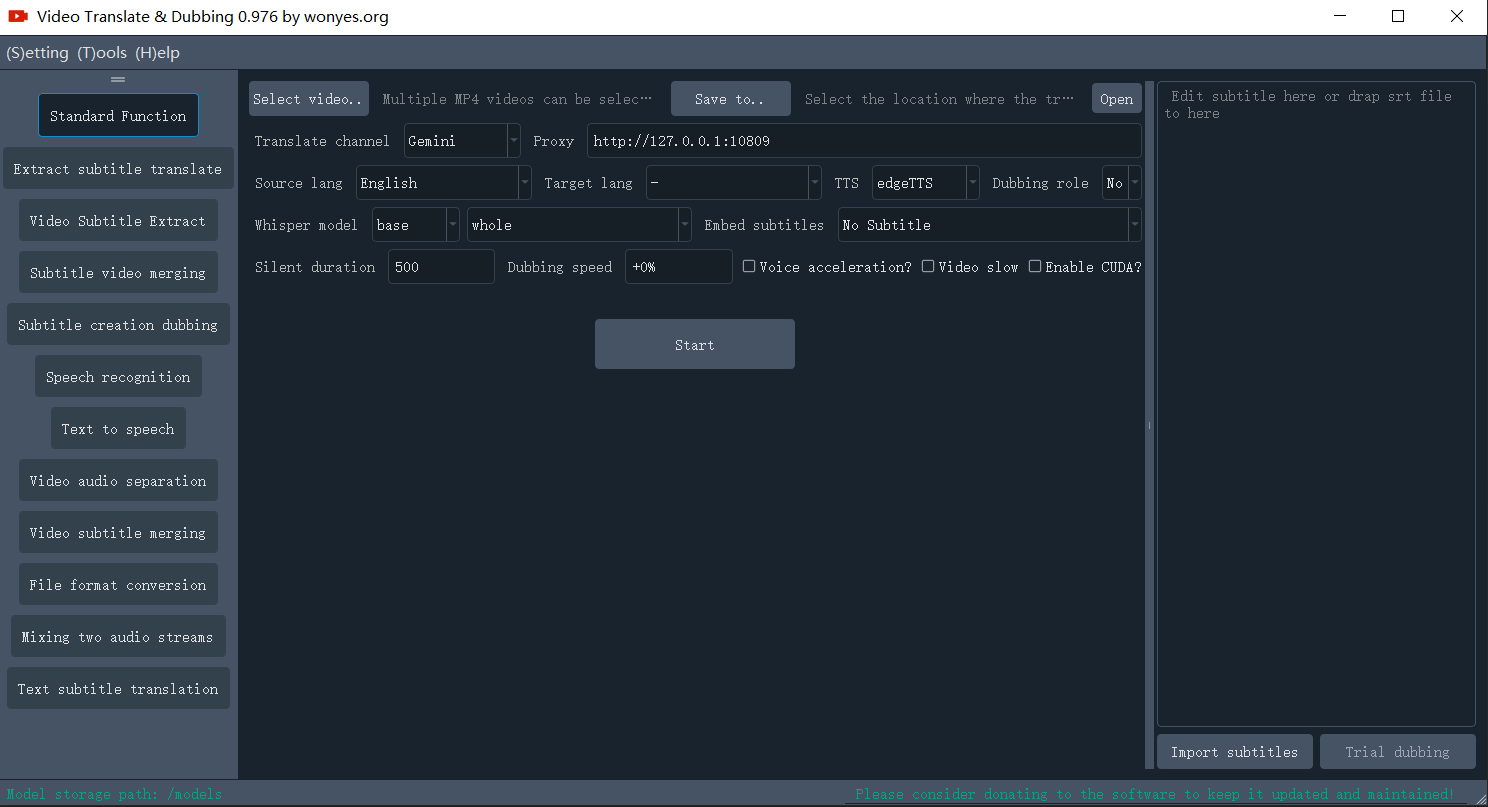 Video Translate & Dubbing 0.976 by wonyes.org
(S)etting (T)ools (H)elp
Standard Function
Extract subtitle translate
Video Subtitle Extract
Subtitle video merging
Subtitle creation dubbing
Speech recognition
Text to speech
Video audio separation
Video subtitle merging
File format conversion
Mixing two audio streams
Text subtitle translation
Select video.. Multiple MP4 videos can be selec… Save to.. Select the location where the tr… Open
Translate channel Gemini Proxy http://127.0.0.1:10809
Source lang English Target lang - TTS edgeTTS Dubbing role No
Whisper model base whole Embed subtitles No Subtitle
Silent duration 500 Dubbing speed +0% Voice acceleration? Video slow Enable CUDA?
Start
Edit subtitle here or drap srt file
to here
Import subtitles Trial dubbing
Model storage path: /models
Please consider donating to the software to keep it updated and maintained!